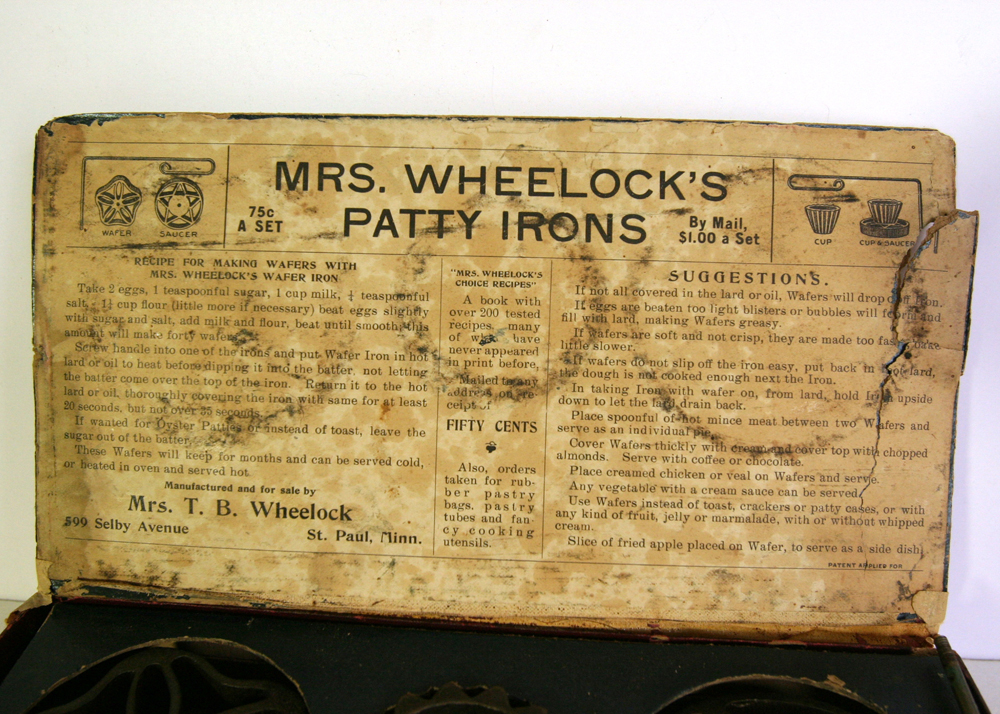 WAFER
SAUCER
75c
A SET
MRS. WHEELOCK'S
PATTY IRONS
By Mail,
$1.00 a Set
CUP
CUP & SAUCER
RECIPE FOR MAKING WAFERS WITH
MRS. WHEELOCK'S WAFER IRON
Take 2 eggs, 1 teaspoonful sugar, 1 cup milk, teaspoonful
salt, cup flour (little more if necessary) beat eggs slightly
with sugar and salt, add milk and flour, beat until smooth, this
amount will make forty wafers.
Screw handle into one of the irons and put Wafer Iron in hot
lard or oil to heat before dipping it into the batter, not letting
the batter come over the top of the iron. Return it to the hot
lard or oil, thoroughly covering the iron with same for at least
20 seconds, but not over 35 seconds.
If wanted for Oyster Patties or instead of toast, leave the
sugar out of the batter.
These Wafers will keep for months and can be served cold,
or heated in oven and served hot.
Manufactured and for sale by
Mrs. T. B. Wheelock
599 Selby Avenue
St. Paul, Minn.
"MRS. WHEELOCK'S
CHOICE RECIPES"
A book with
over 200 tested
recipes, many
of which have
never appeared
in print before.
Mailed to any
address on re-
ceipt of
FIFTY CENTS
Also, orders
taken for rub-
ber pastry
bags, pastry
tubes and fan-
cy cooking
utensils.
SUGGESTIONS.
If not all covered in the lard or oil, Wafers will drop off Iron.
If eggs are beaten too light blisters or bubbles will form and
fill with lard, making Wafers greasy.
If wafers are soft and not crisp, they are made too fast,
little slower.
If wafers do not slip off the iron easy, put back in lard,
the dough is not cooked enough next the Iron.
In taking Iron with wafer on, from lard, hold Iron upside
down to let the lard drain back.
Place spoonful of hot mince meat between two Wafers and
serve as an individual pie.
Cover Wafers thickly with cream and cover top with chopped
almonds. Serve with coffee or chocolate.
Place creamed chicken or veal on Wafers and serve.
Any vegetable with a cream sauce can be served.
Use Wafers instead of toast, crackers or patty cases, or with
any kind of fruit, jelly or marmalade, with or without whipped
cream.
Slice of fried apple placed on Wafer, to serve as a side dish.
PATENT APPLIED FOR